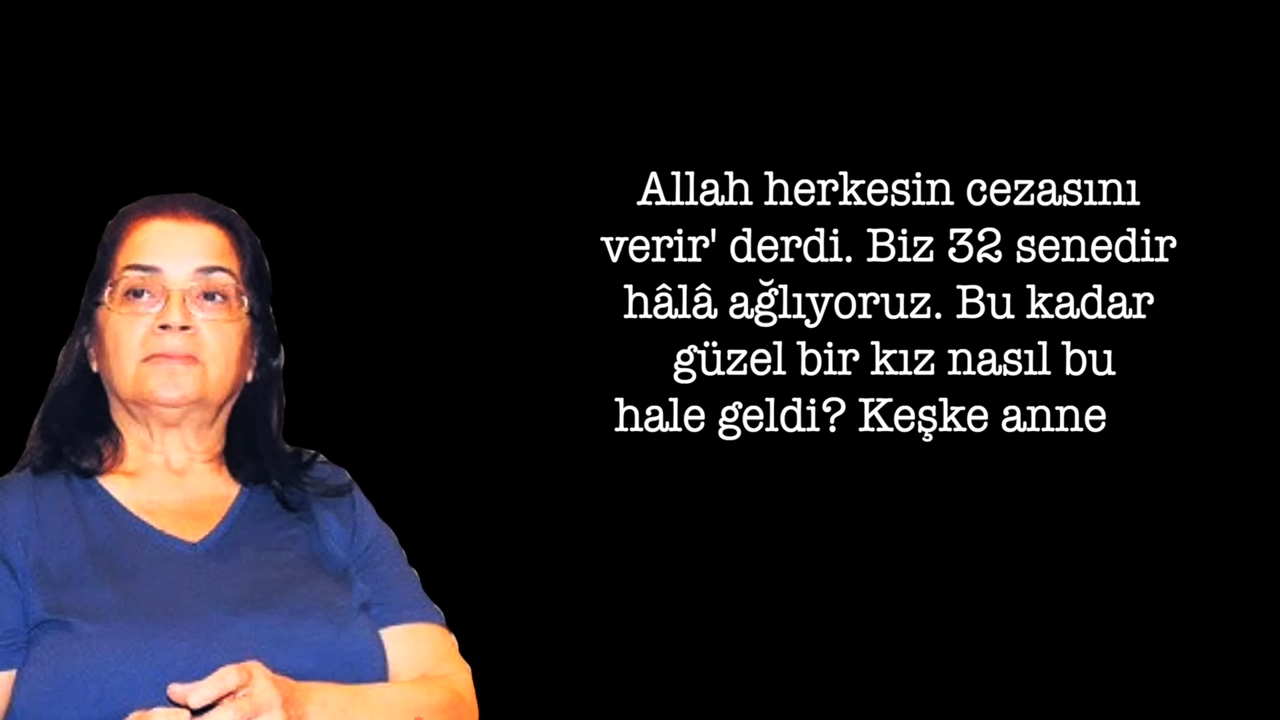 Allah herkesin cezasını
verir' derdi. Biz 32 senedir
hâlâ ağlıyoruz. Bu kadar
güzel bir kız nasıl bu
hale geldi? Keşke anne